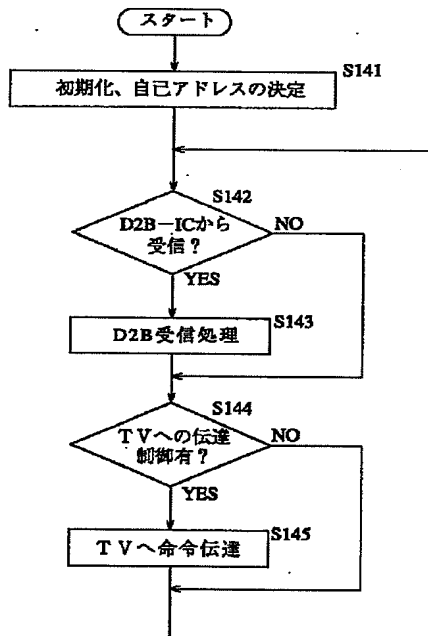 スタート
S141
初期化、自己アドレスの決定
S142
D2B-ICから
受信?
NO
YES
S143
D2B受信処理
S144
TVへの伝達
制御有?
NO
YES
S145
TVへ命令伝達